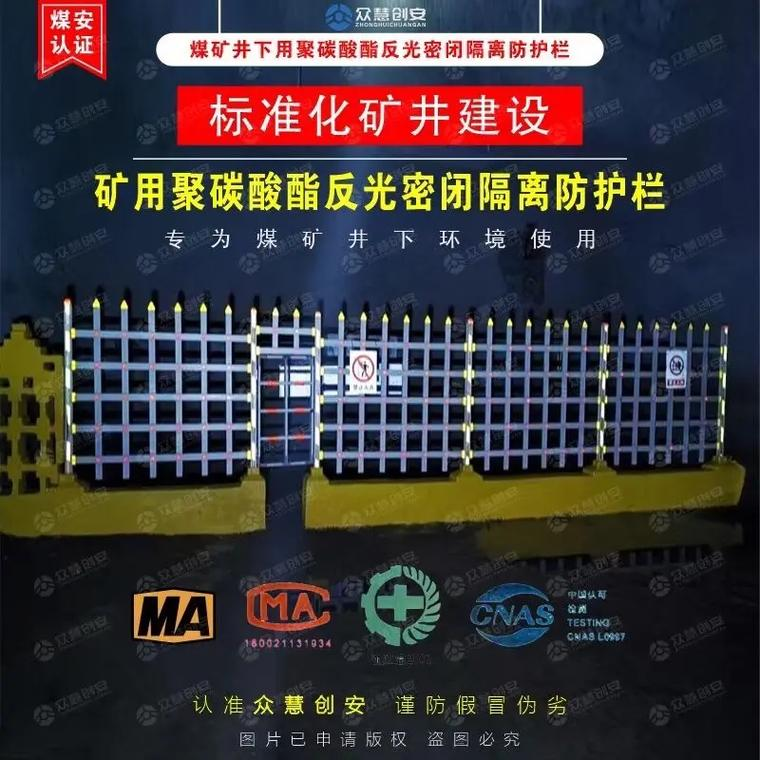 煤安
认证
众慧创安
ZHONGHUICHUANGAN
煤矿井下用聚碳酸酯反光密闭隔离防护栏
标准化矿井建设
矿用聚碳酸酯反光密闭隔离防护栏
专为煤矿井下环境使用
MA
MA
180021131934
CNAS
中国认可
检测
TESTING
CNAS L0987
认准众慧创安 谨防假冒伪劣
图片已申请版权 盗图必究